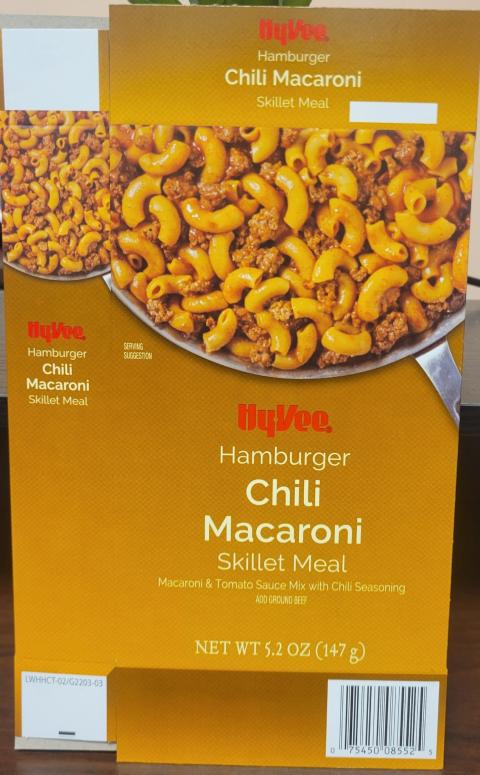 HyVee
Hamburger
Chili Macaroni
Skillet Meal
HyVee
Hamburger
Chili
Macaroni
Skillet Meal
SERVING
SUGGESTION
HyVee
Hamburger
Chili
Macaroni
Skillet Meal
Macaroni & Tomato Sauce Mix with Chili Seasoning
ADD GROUND BEEF
NET WT 5.2 OZ (147 g)
LWHHCT-02/G2203-03
0 75450 08552 5